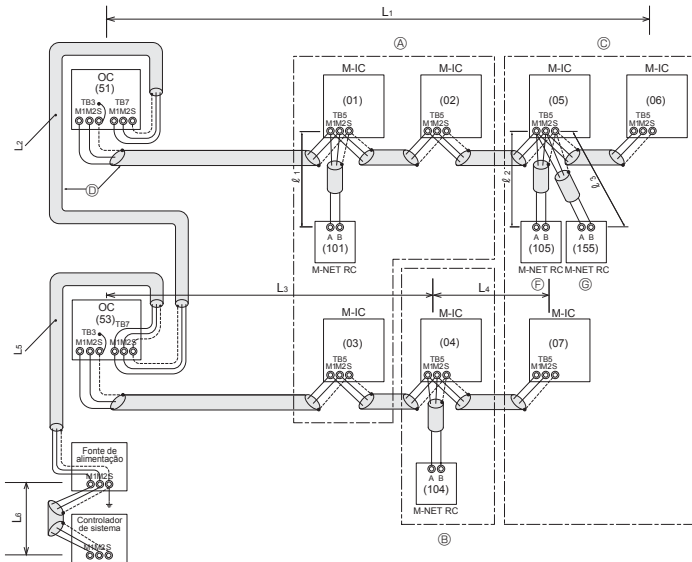 L1
Ⓐ
Ⓒ
OC
(51)
TB3
TB7
M1M2S
M1M2S
M-IC
(01)
TB5
M1M2S
M-IC
(02)
TB5
M1M2S
M-IC
(05)
TB5
M1M2S
M-IC
(06)
TB5
M1M2S
L2
Ⓓ
ℓ1
ℓ2
ℓ3
A B
(101)
M-NET RC
A B
(105)
M-NET RC
Ⓕ
A B
(155)
M-NET RC
Ⓖ
L3
L4
OC
(53)
TB3
TB7
M1M2S
M1M2S
M-IC
(03)
TB5
M1M2S
M-IC
(04)
TB5
M1M2S
M-IC
(07)
TB5
M1M2S
L5
A B
(104)
M-NET RC
Ⓑ
Fonte de
alimentação
M1M2S
L6
Controlador
de sistema
M1M2S